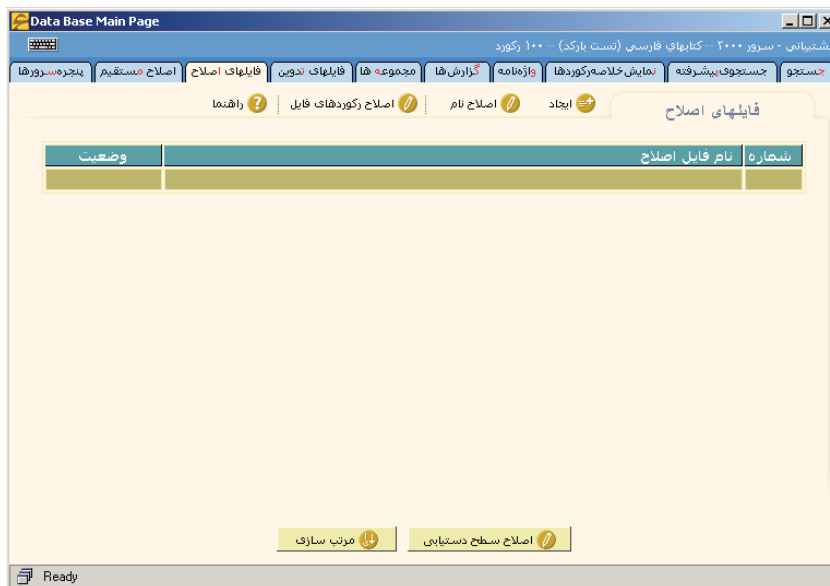 Data Base Main Page
شتیبانی - سرور ۲۰۰۰ -- کتابهای فارسی (تست بارکد) -- ۱۰۰ رکورد
جستجو جستجوی‌پیشرفته نمایش‌خلاصه‌رکوردها واژه‌نامه گزارش‌ها مجموعه ها فایلهای تدوین فایلهای اصلاح اصلاح مستقیم پنجره‌سرورها
فایلهای اصلاح ایجاد اصلاح نام اصلاح رکوردهای فایل راهنما
شماره نام فایل اصلاح وضعیت
اصلاح سطح دستیابی مرتب سازی
Ready